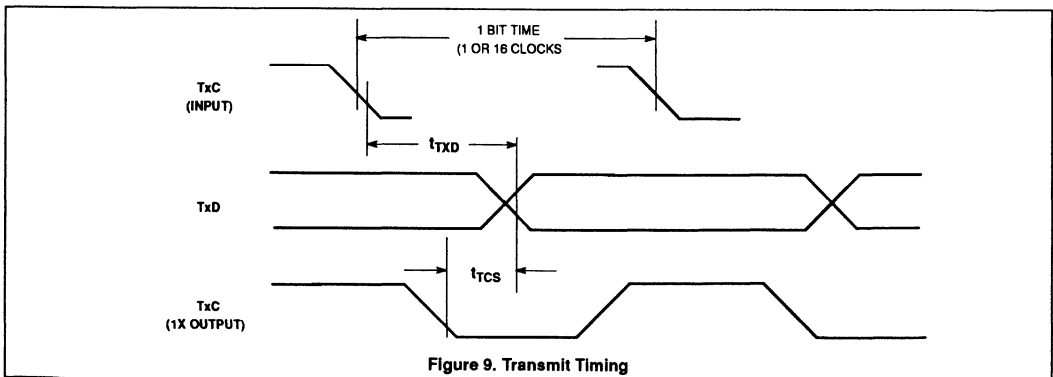 1 BIT TIME
(1 OR 16 CLOCKS
TxC
(INPUT)
tTXD
TxD
tTCS
TxC
(1X OUTPUT)
Figure 9. Transmit Timing